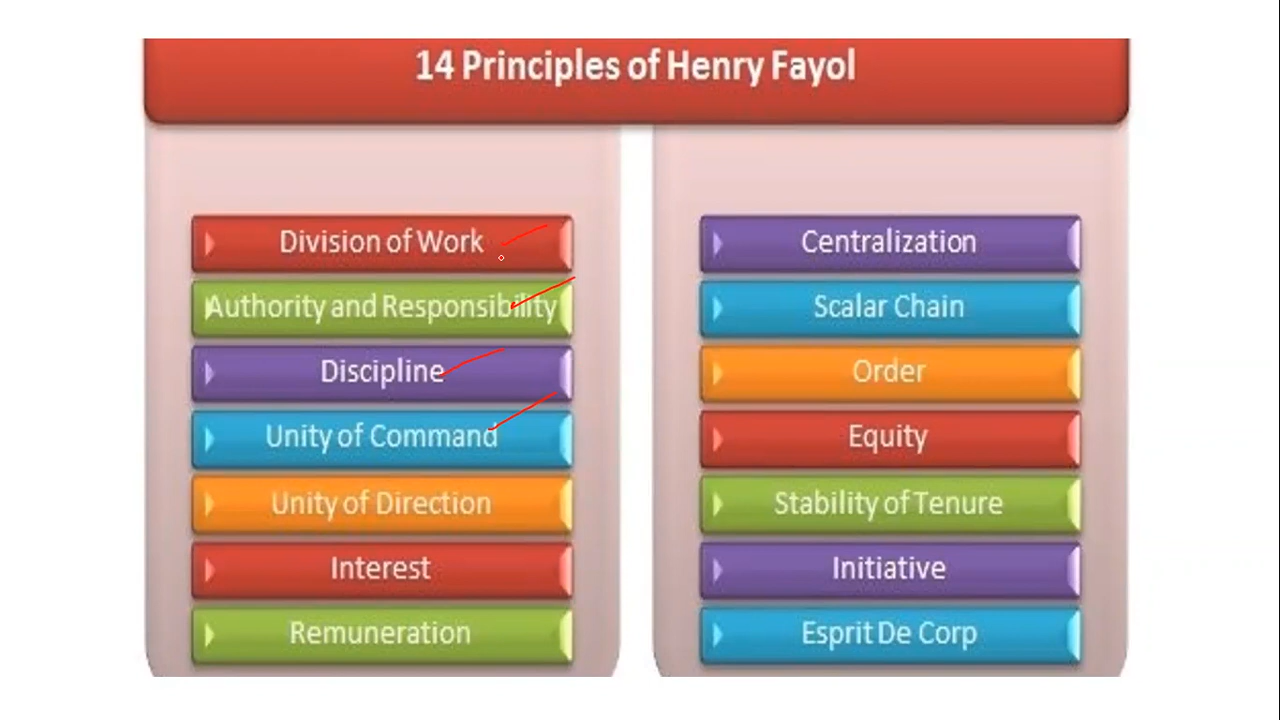 14 Principles of Henry Fayol
Division of Work
Authority and Responsibility
Discipline
Unity of Command
Unity of Direction
Interest
Remuneration
Centralization
Scalar Chain
Order
Equity
Stability of Tenure
Initiative
Esprit De Corp